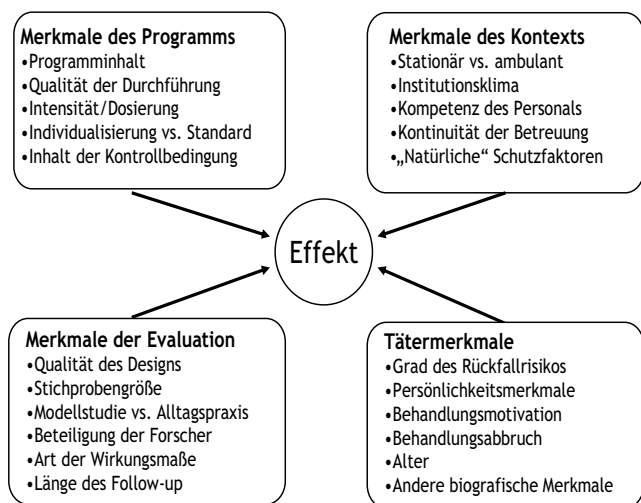 Merkmale des Programms
•Programminhalt
•Qualität der Durchführung
•Intensität/Dosierung
•Individualisierung vs. Standard
•Inhalt der Kontrollbedingung
Merkmale des Kontexts
•Stationär vs. ambulant
•Institutionsklima
•Kompetenz des Personals
•Kontinuität der Betreuung
•„Natürliche“ Schutzfaktoren
Effekt
Merkmale der Evaluation
•Qualität des Designs
•Stichprobengröße
•Modellstudie vs. Alltagspraxis
•Beteiligung der Forscher
•Art der Wirkungsmaße
•Länge des Follow-up
Tätermerkmale
•Grad des Rückfallrisikos
•Persönlichkeitsmerkmale
•Behandlungsmotivation
•Behandlungsabbruch
•Alter
•Andere biografische Merkmale